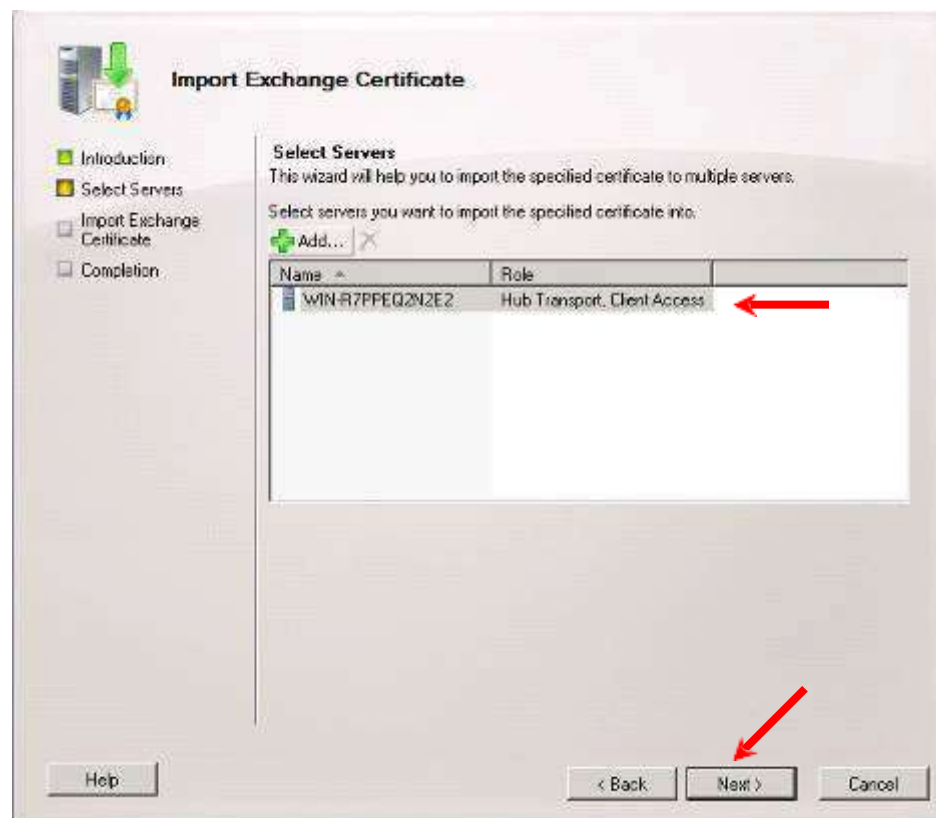 Import Exchange Certificate
Introduction
Select Servers
Import Exchange
Certificate
Completion
Select Servers
This wizard will help you to import the specified certificate to multiple servers.
Select servers you want to import the specified certificate into.
Add...
Name Role
WIN-R7PPEQ2N2E2 Hub Transport, Client Access
Help < Back Next > Cancel